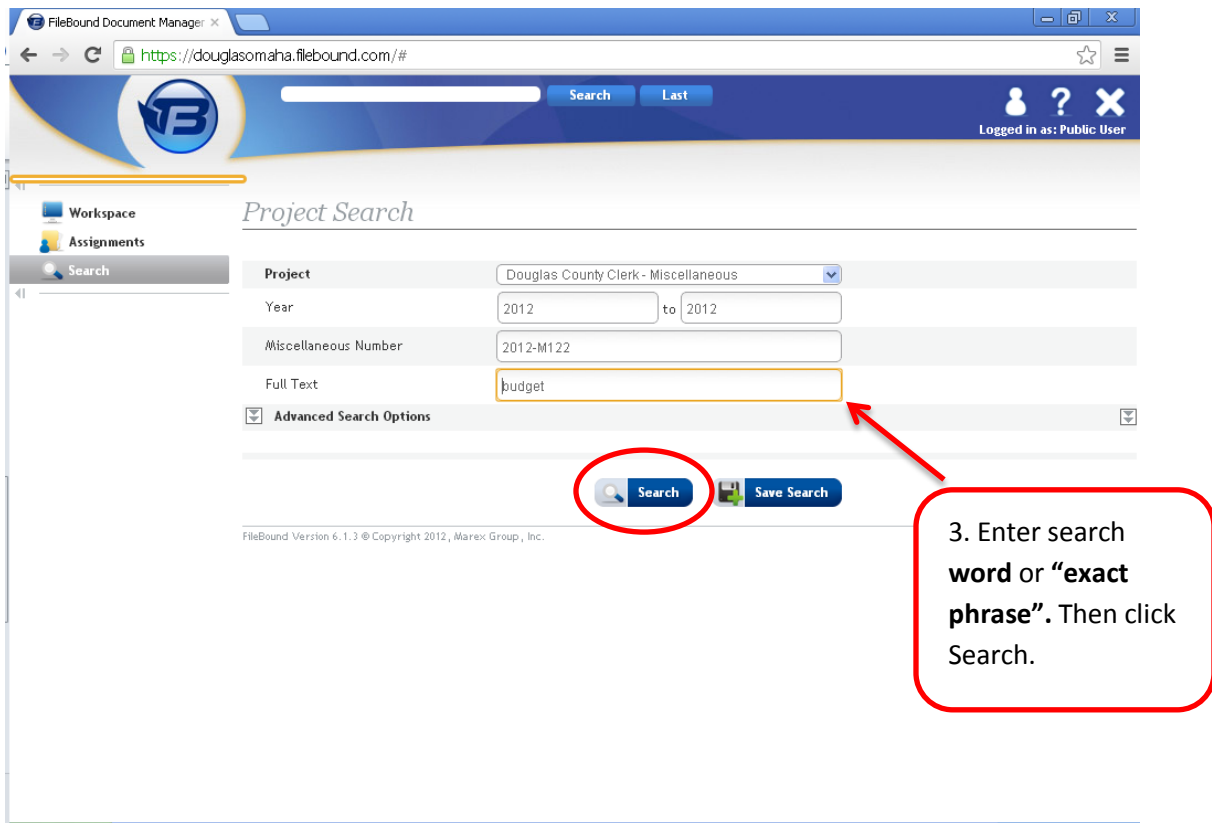 FileBound Document Manager
https://douglasomaha.filebound.com/#
Search Last
Logged in as: Public User
Workspace
Assignments
Search
Project Search
Project Douglas County Clerk - Miscellaneous
Year 2012 to 2012
Miscellaneous Number 2012-M122
Full Text budget
Advanced Search Options
Search Save Search
FileBound Version 6.1.3 © Copyright 2012, Marex Group, Inc.
3. Enter search
word or “exact
phrase”. Then click
Search.